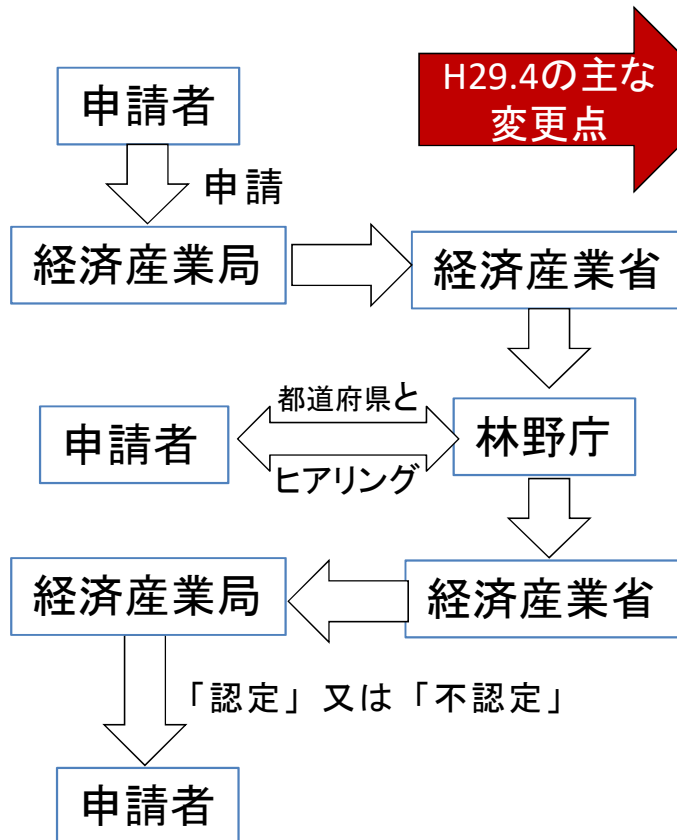 申請者
H29.4の主な
変更点
申請
経済産業局
経済産業省
都道府県と
申請者
林野庁
ヒアリング
経済産業局
経済産業省
「認定」又は「不認定」
申請者